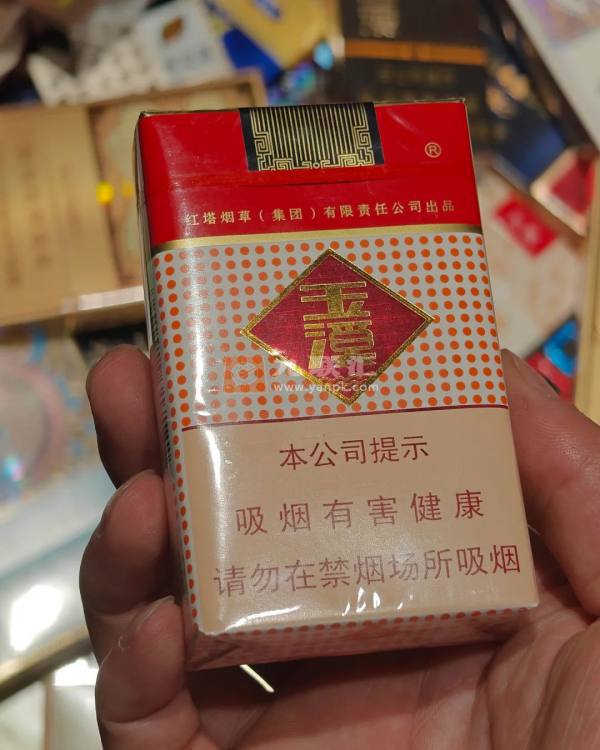 ®
红塔烟草（集团）有限责任公司出品
玉潭
www.yanpk.com
本公司提示
吸烟有害健康
请勿在禁烟场所吸烟